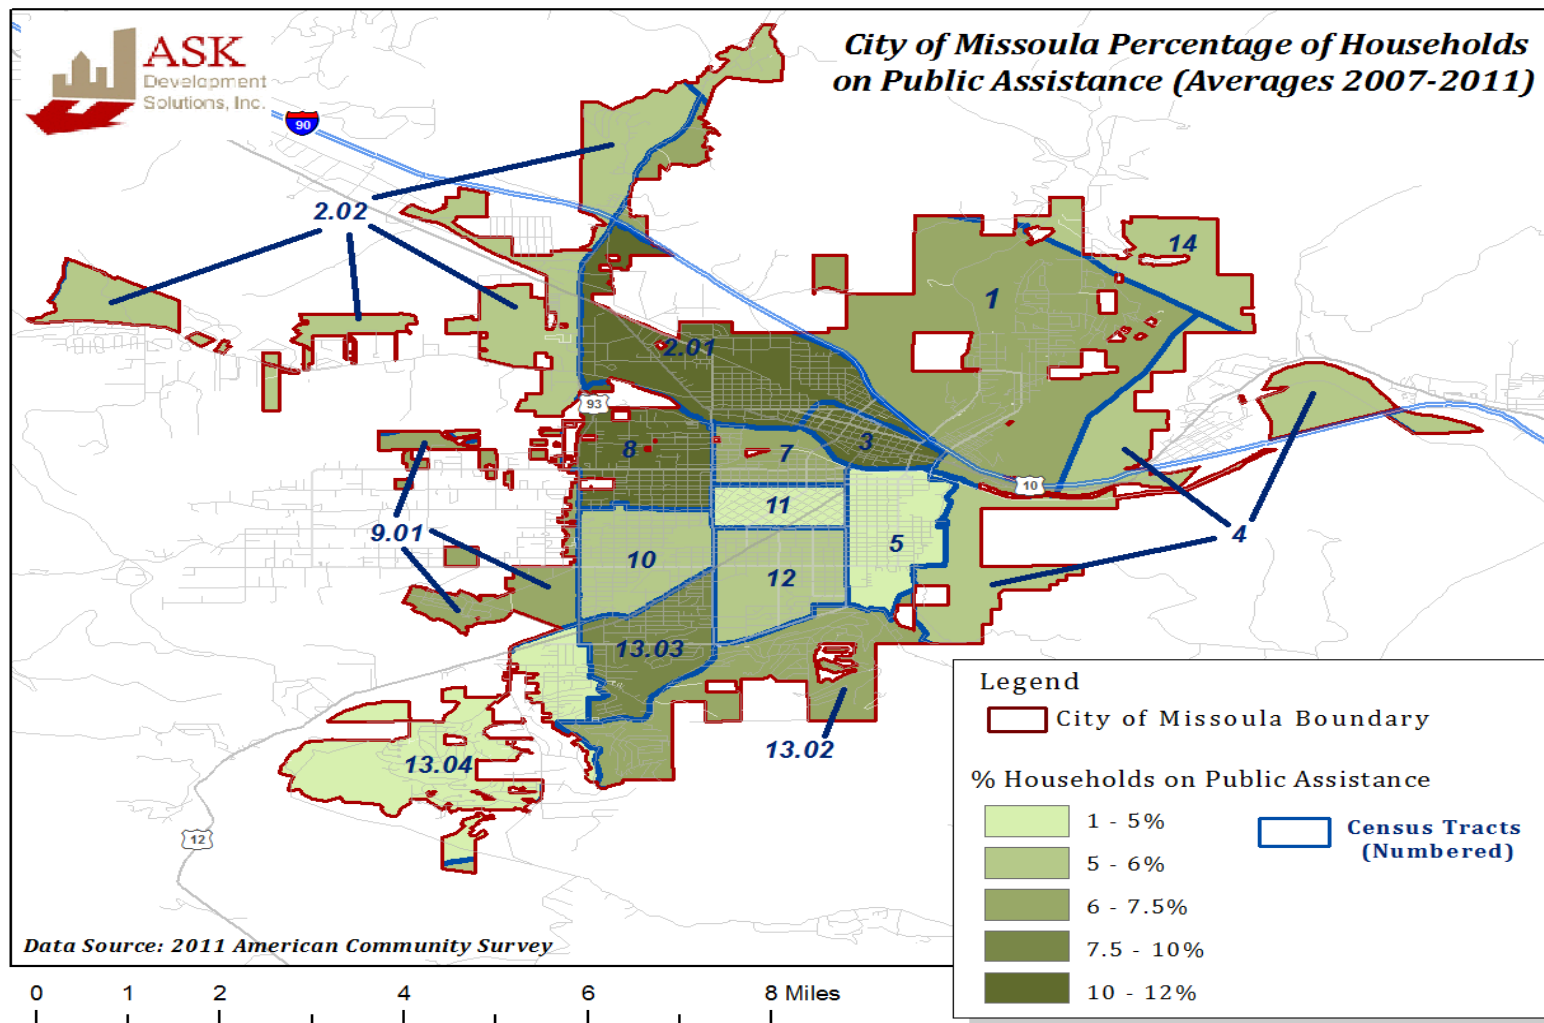 ASK
Development
Solutions, Inc.
City of Missoula Percentage of Households
on Public Assistance (Averages 2007-2011)
90
2.02
14
1
2.01
93
8
7
3
10
11
9.01
5
4
10
12
13.03
13.02
13.04
12
Legend
City of Missoula Boundary
% Households on Public Assistance
1 - 5%
5 - 6%
6 - 7.5%
7.5 - 10%
10 - 12%
Census Tracts
(Numbered)
Data Source: 2011 American Community Survey
0 1 2 4 6 8 Miles